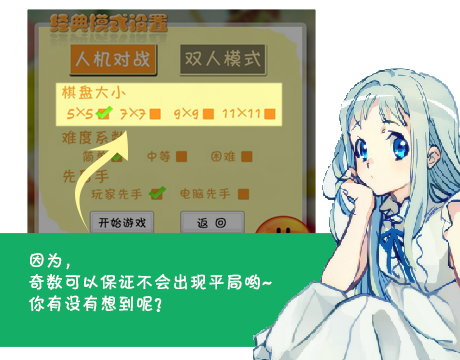 经典模式设置
人机对战 双人模式
棋盘大小
5×5 7×7 9×9 11×11
难度系数
简单 中等 困难
先手
玩家先手 电脑先手
开始游戏 返回
因为，
奇数可以保证不会出现平局哟~
你有没有想到呢？